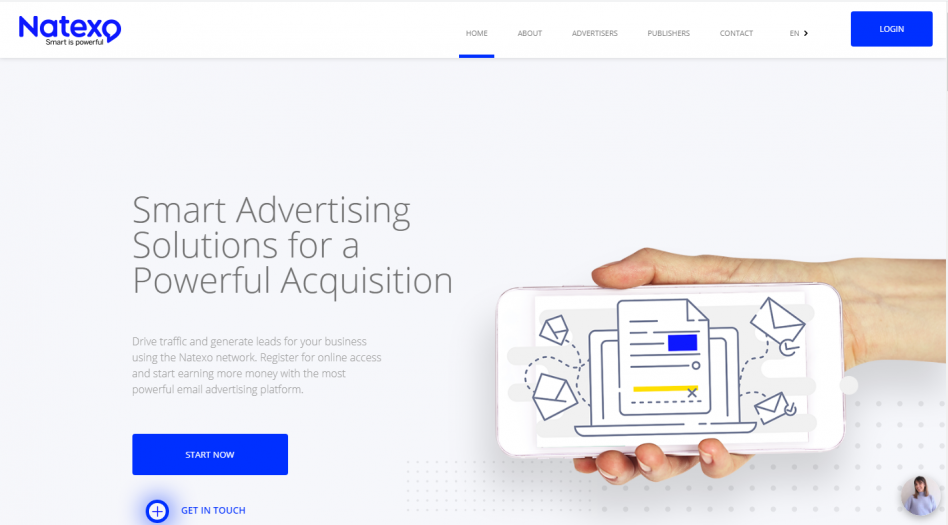 Natexo
Smart is powerful
HOME
ABOUT
ADVERTISERS
PUBLISHERS
CONTACT
EN
LOGIN
Smart Advertising
Solutions for a
Powerful Acquisition
Drive traffic and generate leads for your business
using the Natexo network. Register for online access
and start earning more money with the most
powerful email advertising platform.
START NOW
GET IN TOUCH